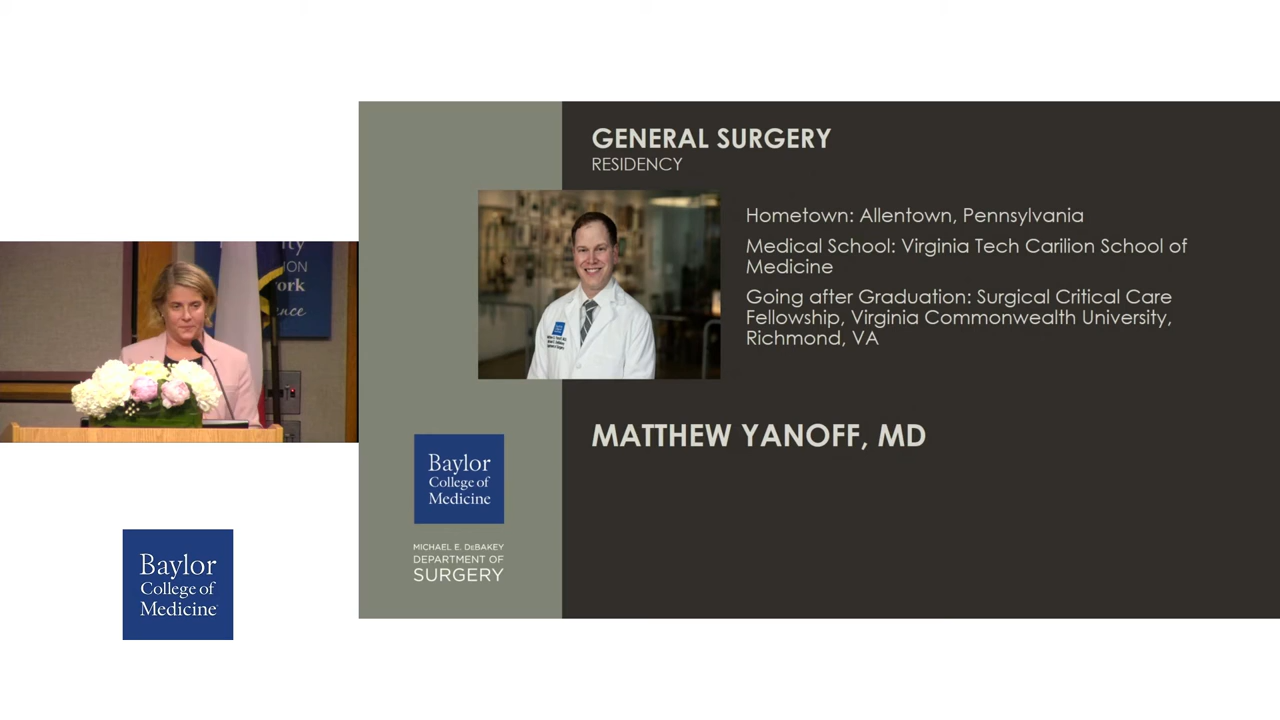 GENERAL SURGERY
RESIDENCY
Hometown: Allentown, Pennsylvania
Medical School: Virginia Tech Carilion School of
Medicine
Going after Graduation: Surgical Critical Care
Fellowship, Virginia Commonwealth University,
Richmond, VA
MATTHEW YANOFF, MD
Baylor
College of
Medicine
MICHAEL E. DeBAKEY
DEPARTMENT OF
SURGERY
Baylor
College of
Medicine